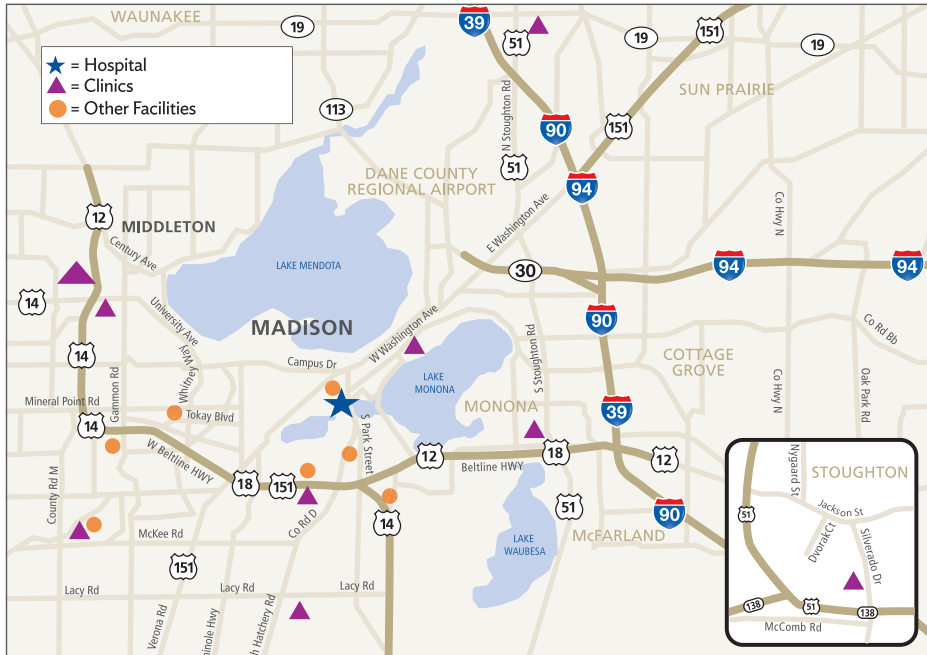 WAUNAKEE
19
39
51
19
151
19
= Hospital
= Clinics
= Other Facilities
SUN PRAIRIE
113
N Stoughton Rd
90
151
51
DANE COUNTY
REGIONAL AIRPORT
94
12
MIDDLETON
Century Ave
E Washington Ave
Co Hwy N
LAKE MENDOTA
30
94
94
14
University Ave
MADISON
W Washington Ave
90
Stoughton Rd S
Co Rd Bb
14
Whitney Way
Campus Dr
COTTAGE
GROVE
LAKE
MONONA
Gammon Rd
Mineral Point Rd
Tokay Blvd
S Park Street
MONONA
39
Co Hwy N
Oak Park Rd
14
W Beltline HWY
12
18
Beltline HWY
12
18
151
County Rd M
Co Rd D
14
51
90
McKee Rd
McFARLAND
LAKE
WAUBESA
151
Lacy Rd
Lacy Rd
Lacy Rd
Verona Rd
inole Hwy
h Hatchery Rd
Nygaard St
STOUGHTON
51
Jackson St
DvorakCt
Silverado Dr
138
51
138
McComb Rd